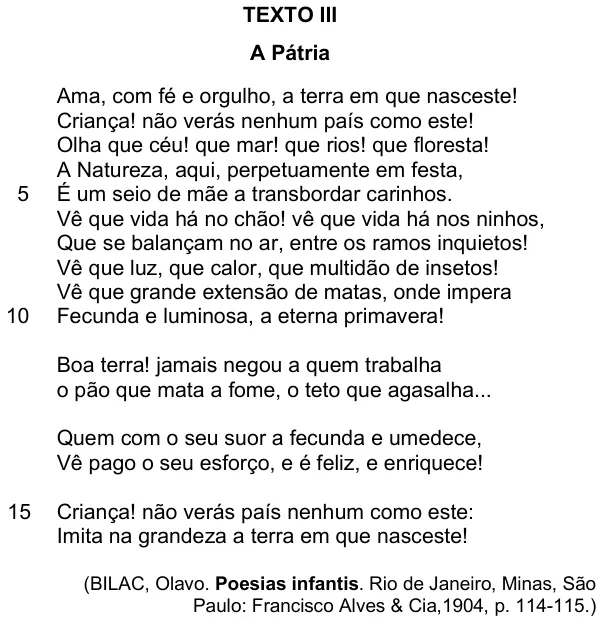 TEXTO III
A Pátria
Ama, com fé e orgulho, a terra em que nasceste!
Criança! não verás nenhum país como este!
Olha que céu! que mar! que rios! que floresta!
A Natureza, aqui, perpetuamente em festa,
5 É um seio de mãe a transbordar carinhos.
Vê que vida há no chão! vê que vida há nos ninhos,
Que se balançam no ar, entre os ramos inquietos!
Vê que luz, que calor, que multidão de insetos!
Vê que grande extensão de matas, onde impera
10 Fecunda e luminosa, a eterna primavera!
Boa terra! jamais negou a quem trabalha
o pão que mata a fome, o teto que agasalha...
Quem com o seu suor a fecunda e umedece,
Vê pago o seu esforço, e é feliz, e enriquece!
15 Criança! não verás país nenhum como este:
Imita na grandeza a terra em que nasceste!
(BILAC, Olavo. Poesias infantis. Rio de Janeiro, Minas, São
Paulo: Francisco Alves & Cia,1904, p. 114-115.)